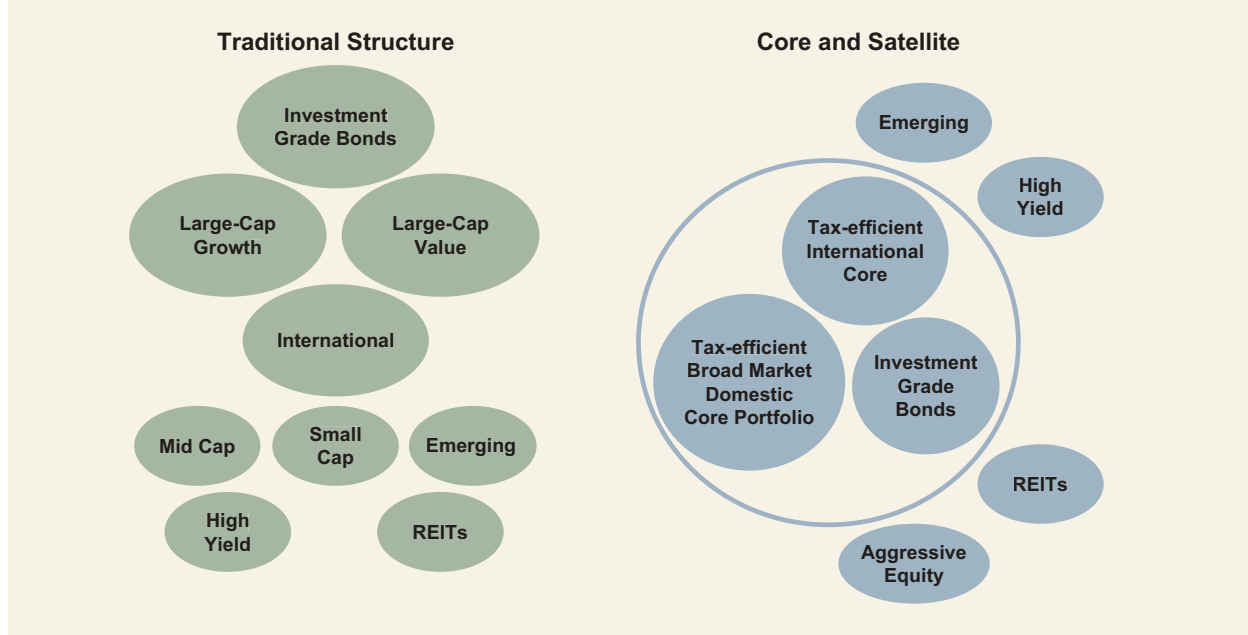 Traditional Structure
Investment
Grade Bonds
Large-Cap
Growth
Large-Cap
Value
International
Mid Cap
Small
Cap
Emerging
High
Yield
REITs
Core and Satellite
Emerging
High
Yield
Tax-efficient
International
Core
Tax-efficient
Broad Market
Domestic
Core Portfolio
Investment
Grade
Bonds
REITs
Aggressive
Equity